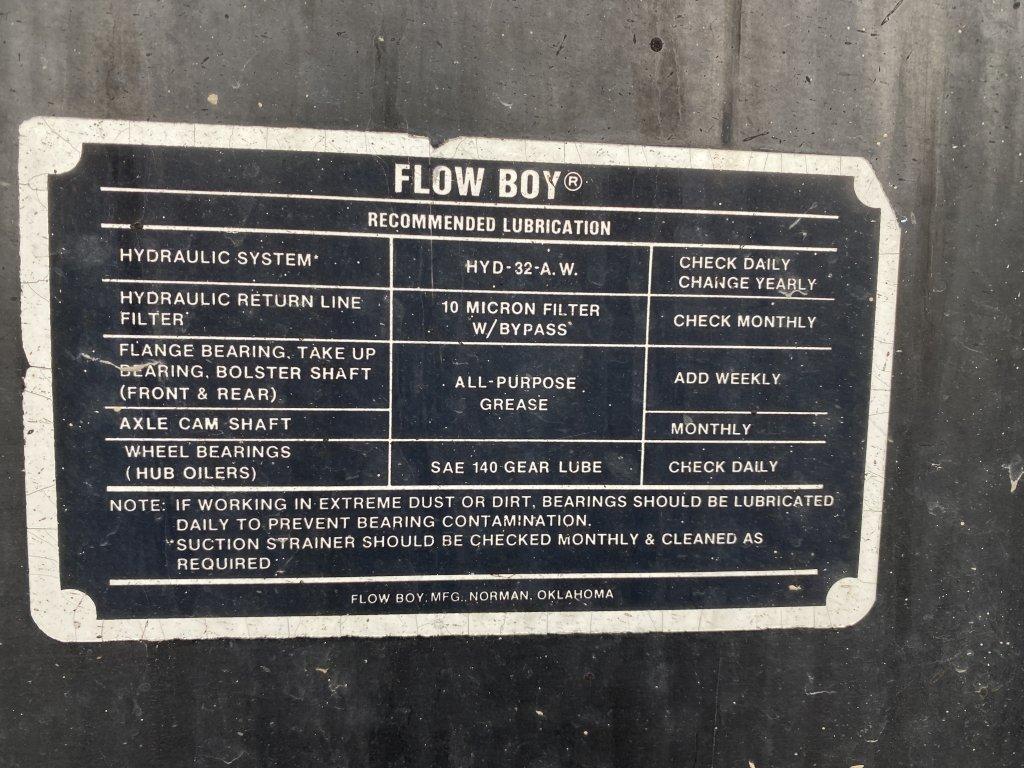 FLOW BOY®
RECOMMENDED LUBRICATION
HYDRAULIC SYSTEM*
HYD-32-A.W.
CHECK DAILY
CHANGE YEARLY
HYDRAULIC RETURN LINE
FILTER*
10 MICRON FILTER
W/BYPASS*
CHECK MONTHLY
FLANGE BEARING, TAKE UP
BEARING, BOLSTER SHAFT
(FRONT & REAR)
ALL-PURPOSE
GREASE
ADD WEEKLY
AXLE CAM SHAFT
MONTHLY
WHEEL BEARINGS
(HUB OILERS)
SAE 140 GEAR LUBE
CHECK DAILY
NOTE: IF WORKING IN EXTREME DUST OR DIRT, BEARINGS SHOULD BE LUBRICATED
DAILY TO PREVENT BEARING CONTAMINATION.
*SUCTION STRAINER SHOULD BE CHECKED MONTHLY & CLEANED AS
REQUIRED
FLOW BOY, MFG., NORMAN, OKLAHOMA